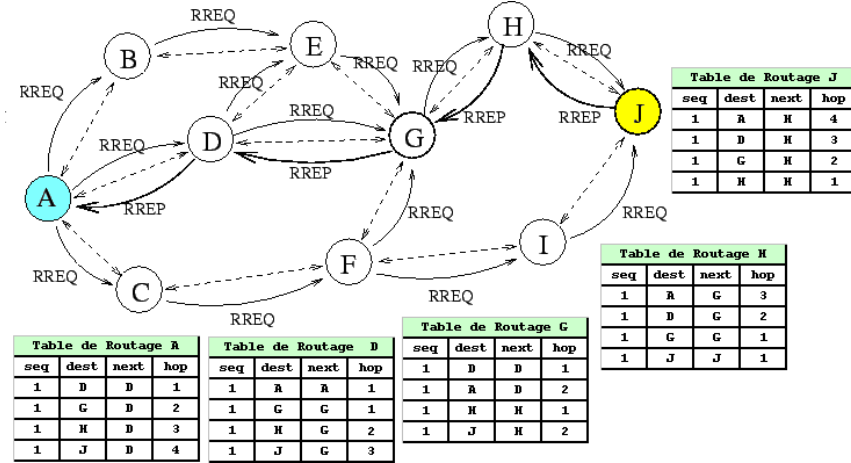 H
RREQ
RREQ
RREQ
B
E
RREQ
RREQ
RREQ
RREQ
RREQ
D
G
RREP
J
RREP
RREQ
A
RREP
RREP
RREQ
RREQ
RREQ
F
I
C
RREQ
RREQ
Table de Routage J
seq dest next hop
1 A H 4
1 D H 3
1 G H 2
1 H H 1
Table de Routage H
seq dest next hop
1 A G 3
1 D G 2
1 G G 1
1 J J 1
Table de Routage A
seq dest next hop
1 D D 1
1 G D 2
1 H D 3
1 J D 4
Table de Routage D
seq dest next hop
1 A A 1
1 G G 1
1 H G 2
1 J G 3
Table de Routage G
seq dest next hop
1 D D 1
1 A D 2
1 H H 1
1 J H 2